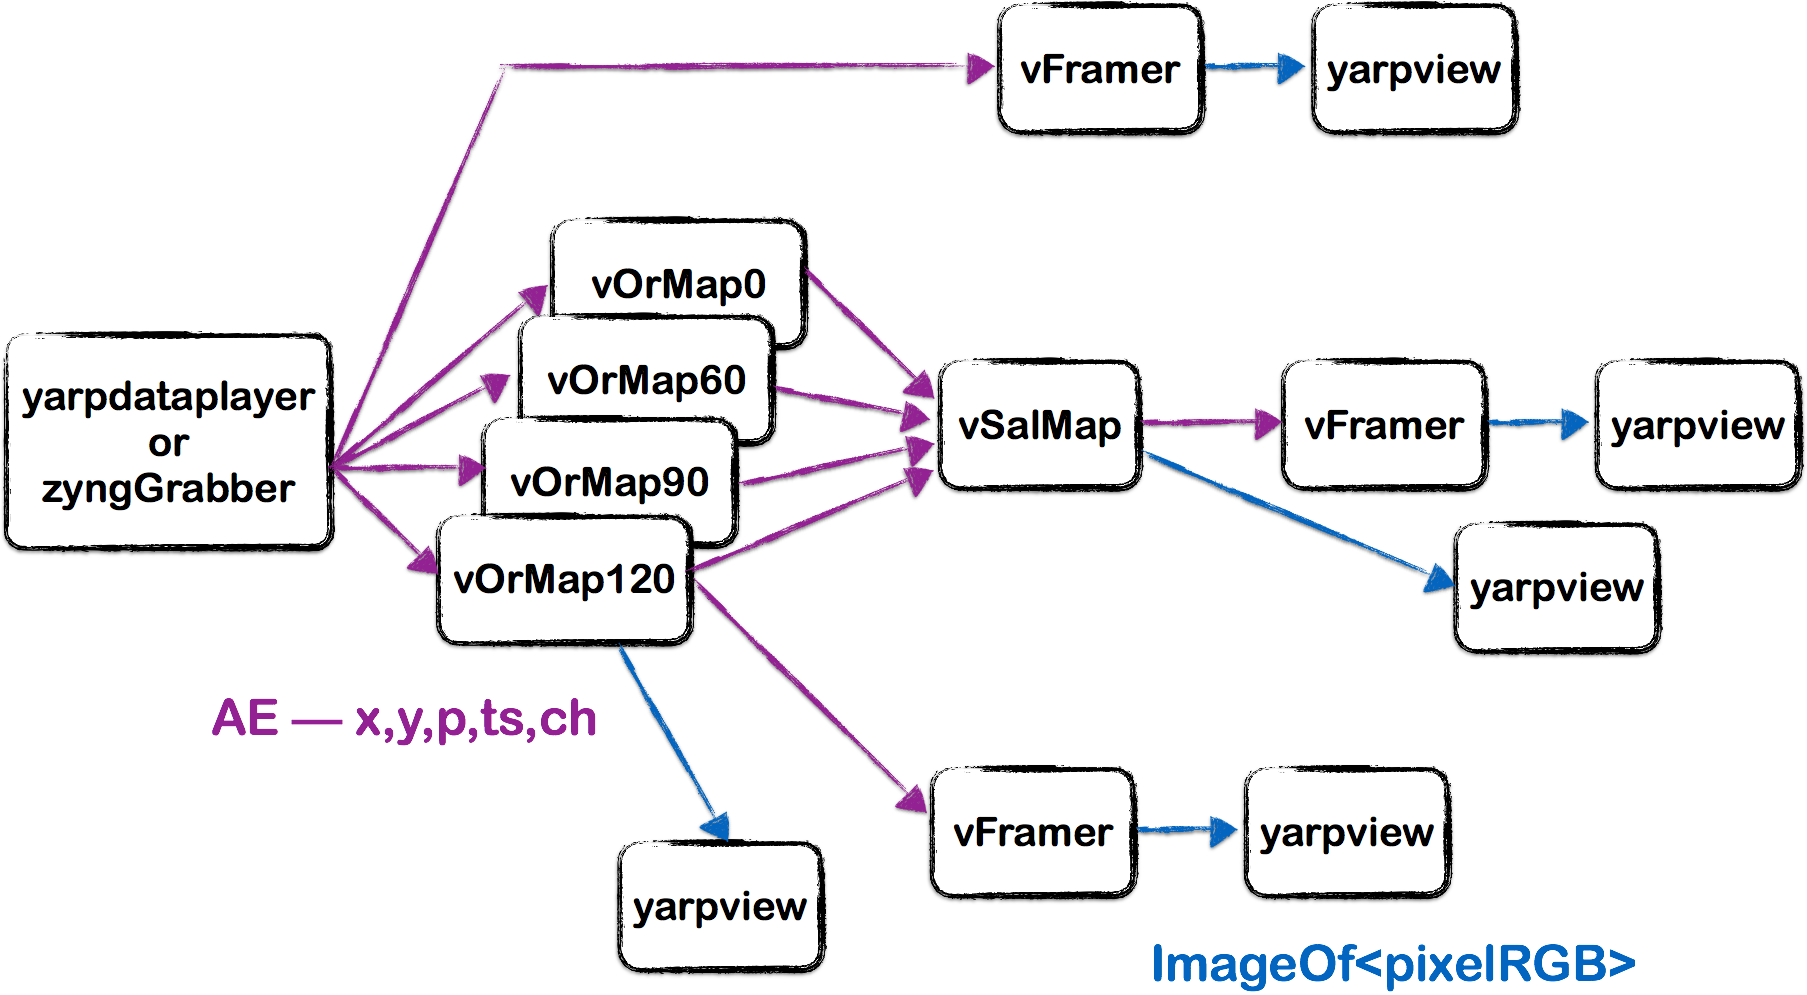 vFramer
yarpview
vOrMap0
yarpdataplayer
or
zyngGrabber
vOrMap60
vOrMap90
vOrMap120
vSalMap
vFramer
yarpview
yarpview
AE — x,y,p,ts,ch
vFramer
yarpview
yarpview
ImageOf<pixelRGB>